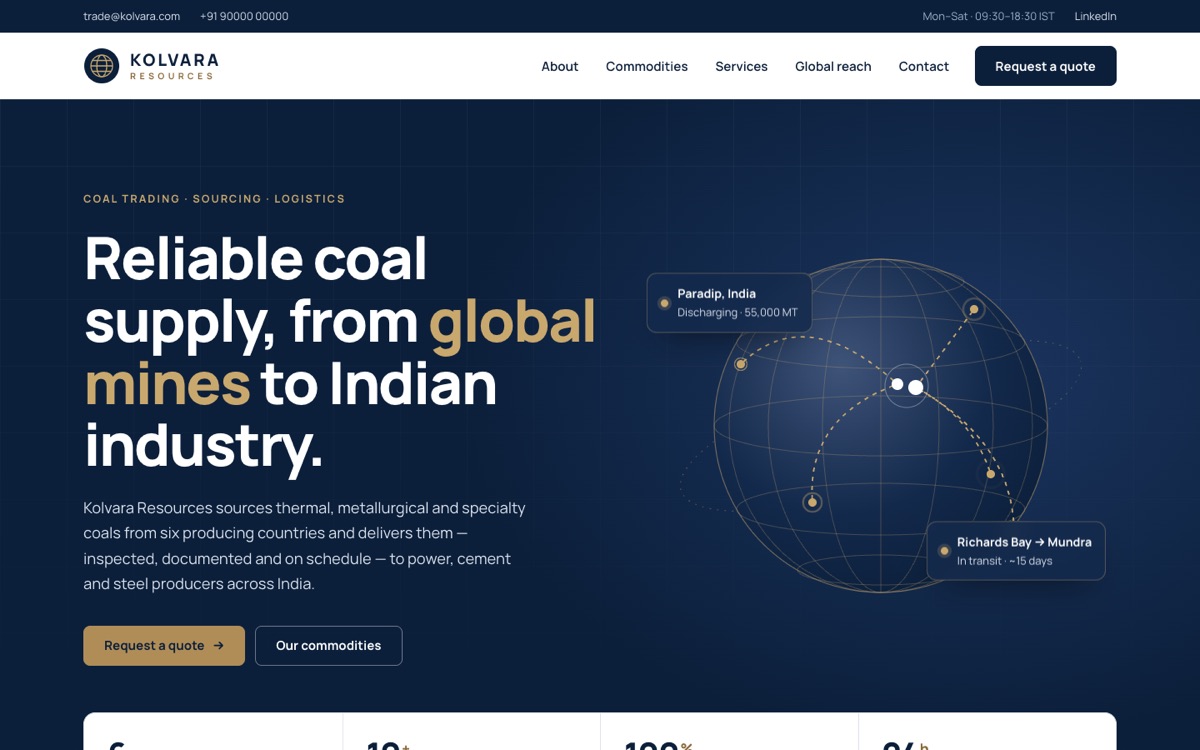 trade@kolvara.com +91 90000 00000 Mon–Sat · 09:30–18:30 IST LinkedIn
KOLVARA
RESOURCES
About Commodities Services Global reach Contact Request a quote
COAL TRADING · SOURCING · LOGISTICS
Reliable coal
supply, from global
mines to Indian
industry.
Kolvara Resources sources thermal, metallurgical and specialty
coals from six producing countries and delivers them —
inspected, documented and on schedule — to power, cement
and steel producers across India.
Request a quote → Our commodities
Paradip, India
Discharging · 55,000 MT
Richards Bay → Mundra
In transit · ~15 days